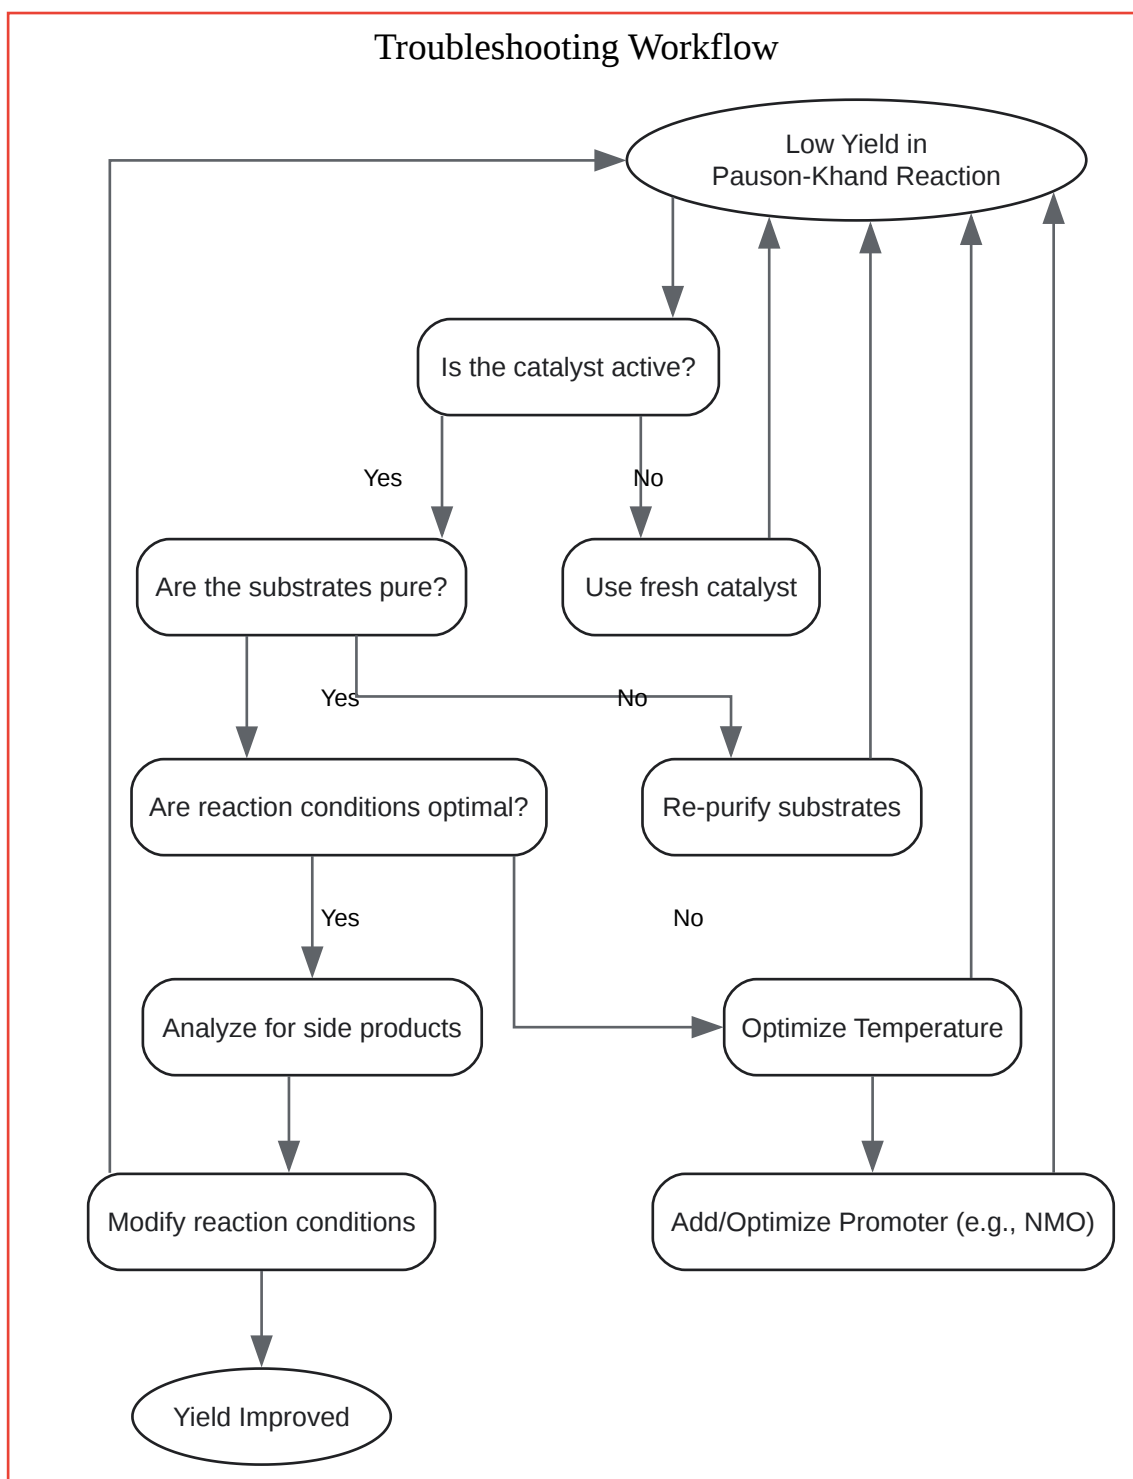 Troubleshooting Workflow
Low Yield in
Pauson-Khand Reaction
Is the catalyst active?
Yes
No
Are the substrates pure?
Use fresh catalyst
Yes
No
Are reaction conditions optimal?
Re-purify substrates
Yes
No
Analyze for side products
Optimize Temperature
Modify reaction conditions
Add/Optimize Promoter (e.g., NMO)
Yield Improved